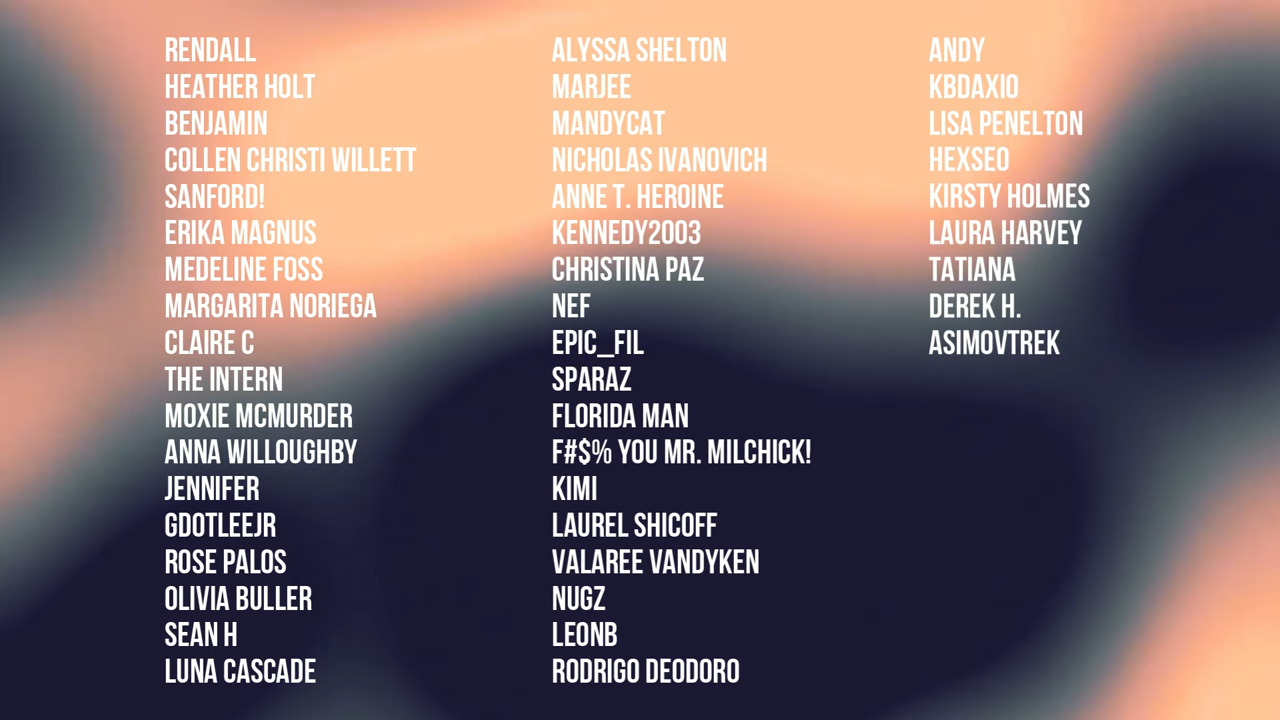 RENDALL
HEATHER HOLT
BENJAMIN
COLLEN CHRISTI WILLETT
SANFORD!
ERIKA MAGNUS
MEDELINE FOSS
MARGARITA NORIEGA
CLAIRE C
THE INTERN
MOXIE MCMURDER
ANNA WILLOUGHBY
JENNIFER
GDOTLEEJR
ROSE PALOS
OLIVIA BULLER
SEAN H
LUNA CASCADE
ALYSSA SHELTON
MARJEE
MANDYCAT
NICHOLAS IVANOVICH
ANNE T. HEROINE
KENNEDY2003
CHRISTINA PAZ
NEF
EPIC_FIL
SPARAZ
FLORIDA MAN
F#$% YOU MR. MILCHICK!
KIMI
LAUREL SHICOFF
VALAREE VANDYKEN
NUGZ
LEONB
RODRIGO DEODORO
ANDY
KBDAXIO
LISA PENELTON
HEXSEO
KIRSTY HOLMES
LAURA HARVEY
TATIANA
DEREK H.
ASIMOVTREK